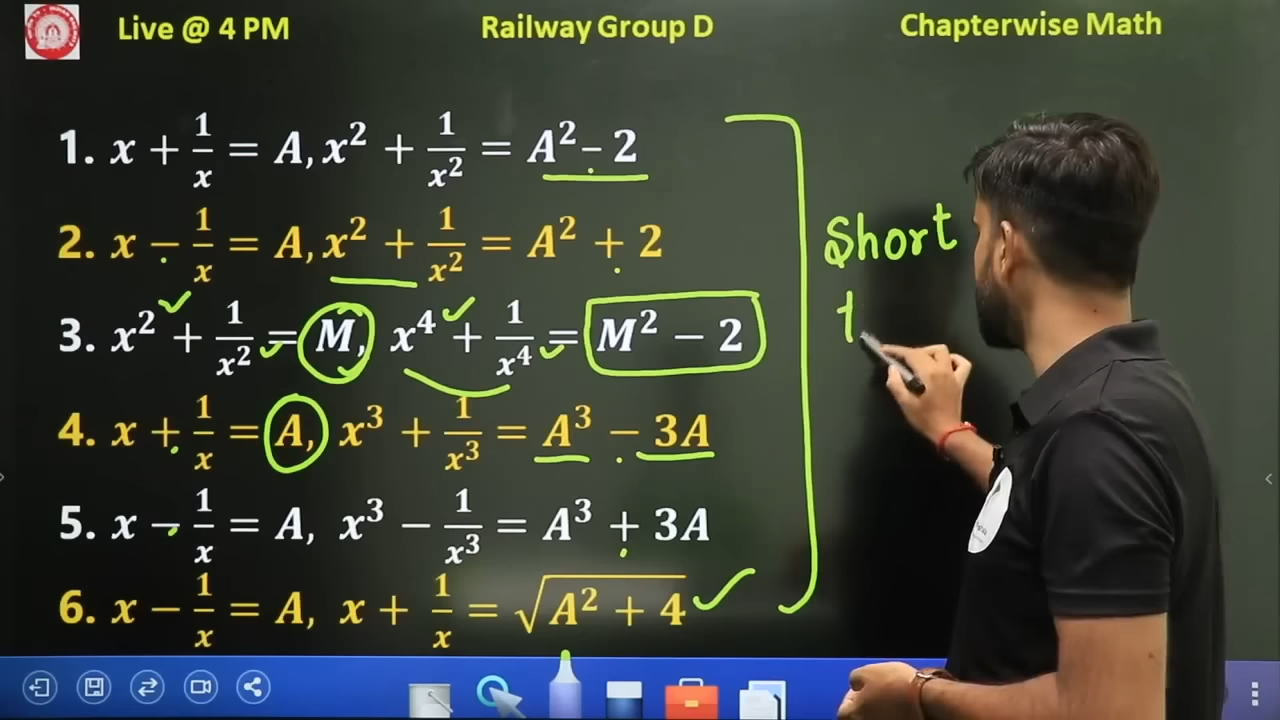 Live @ 4 PM
Railway Group D
Chapterwise Math
1. x + 1/x = A, x² + 1/x² = A² - 2
2. x − 1/x = A, x² + 1/x² = A² + 2
3. x² + 1/x² = M, x⁴ + 1/x⁴ = M² − 2
4. x + 1/x = A, x³ + 1/x³ = A³ − 3A
5. x − 1/x = A, x³ − 1/x³ = A³ + 3A
6. x − 1/x = A, x + 1/x = √(A² + 4)
Short
t